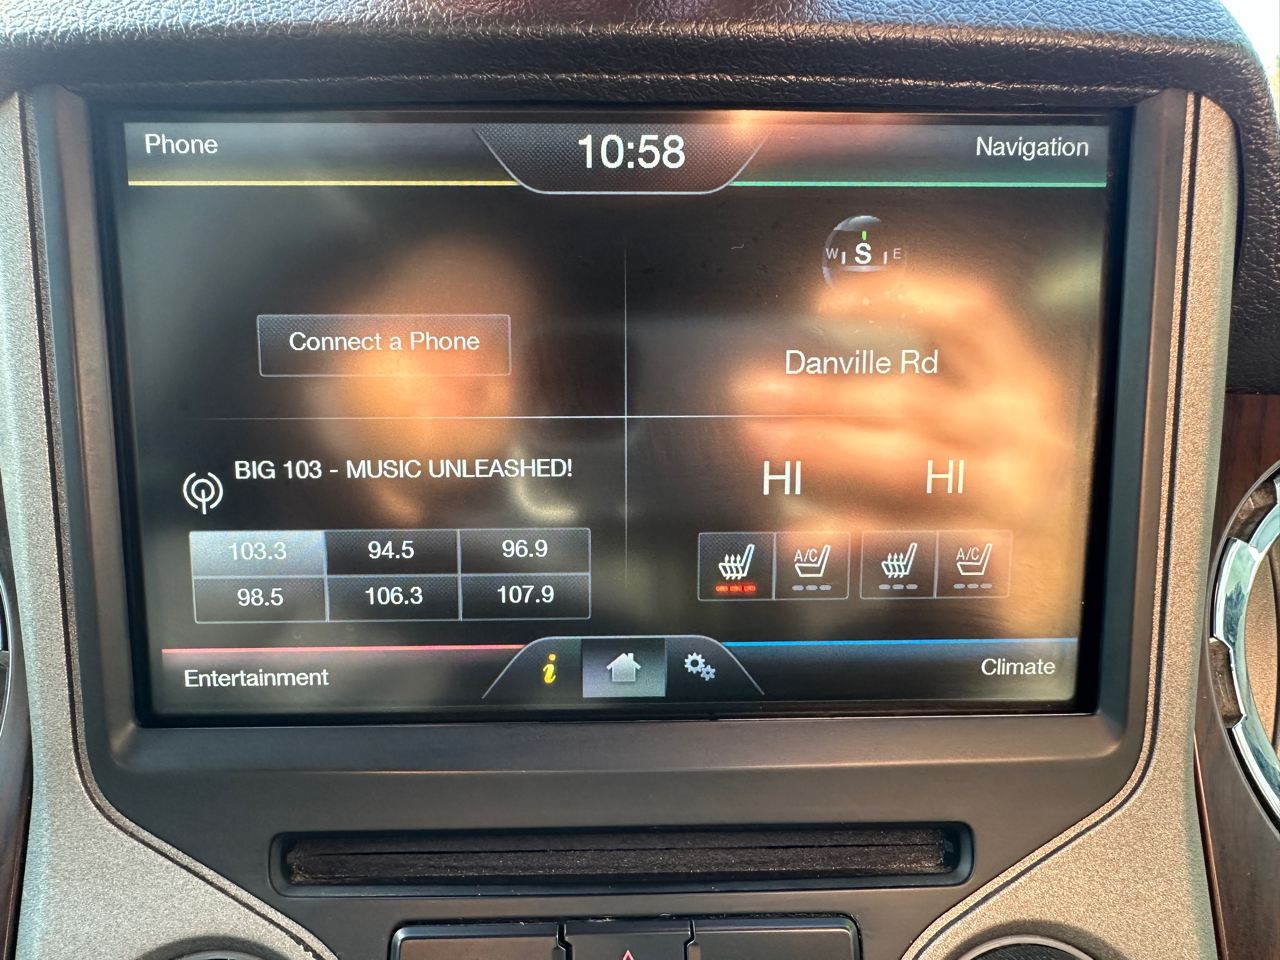 Phone
10:58
Navigation
W S E
Connect a Phone
Danville Rd
BIG 103 - MUSIC UNLEASHED!
HI HI
103.3 94.5 96.9
98.5 106.3 107.9
A/C A/C
Entertainment
i
Climate